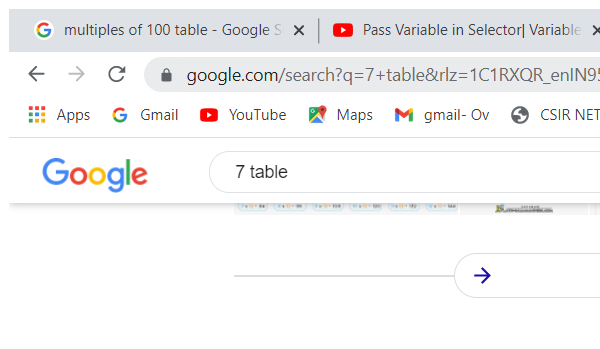 multiples of 100 table - Google S
Pass Variable in Selector| Variable
google.com/search?q=7+table&rlz=1C1RXQR_enIN95
Apps Gmail YouTube Maps gmail- Ov CSIR NET
Google 7 table